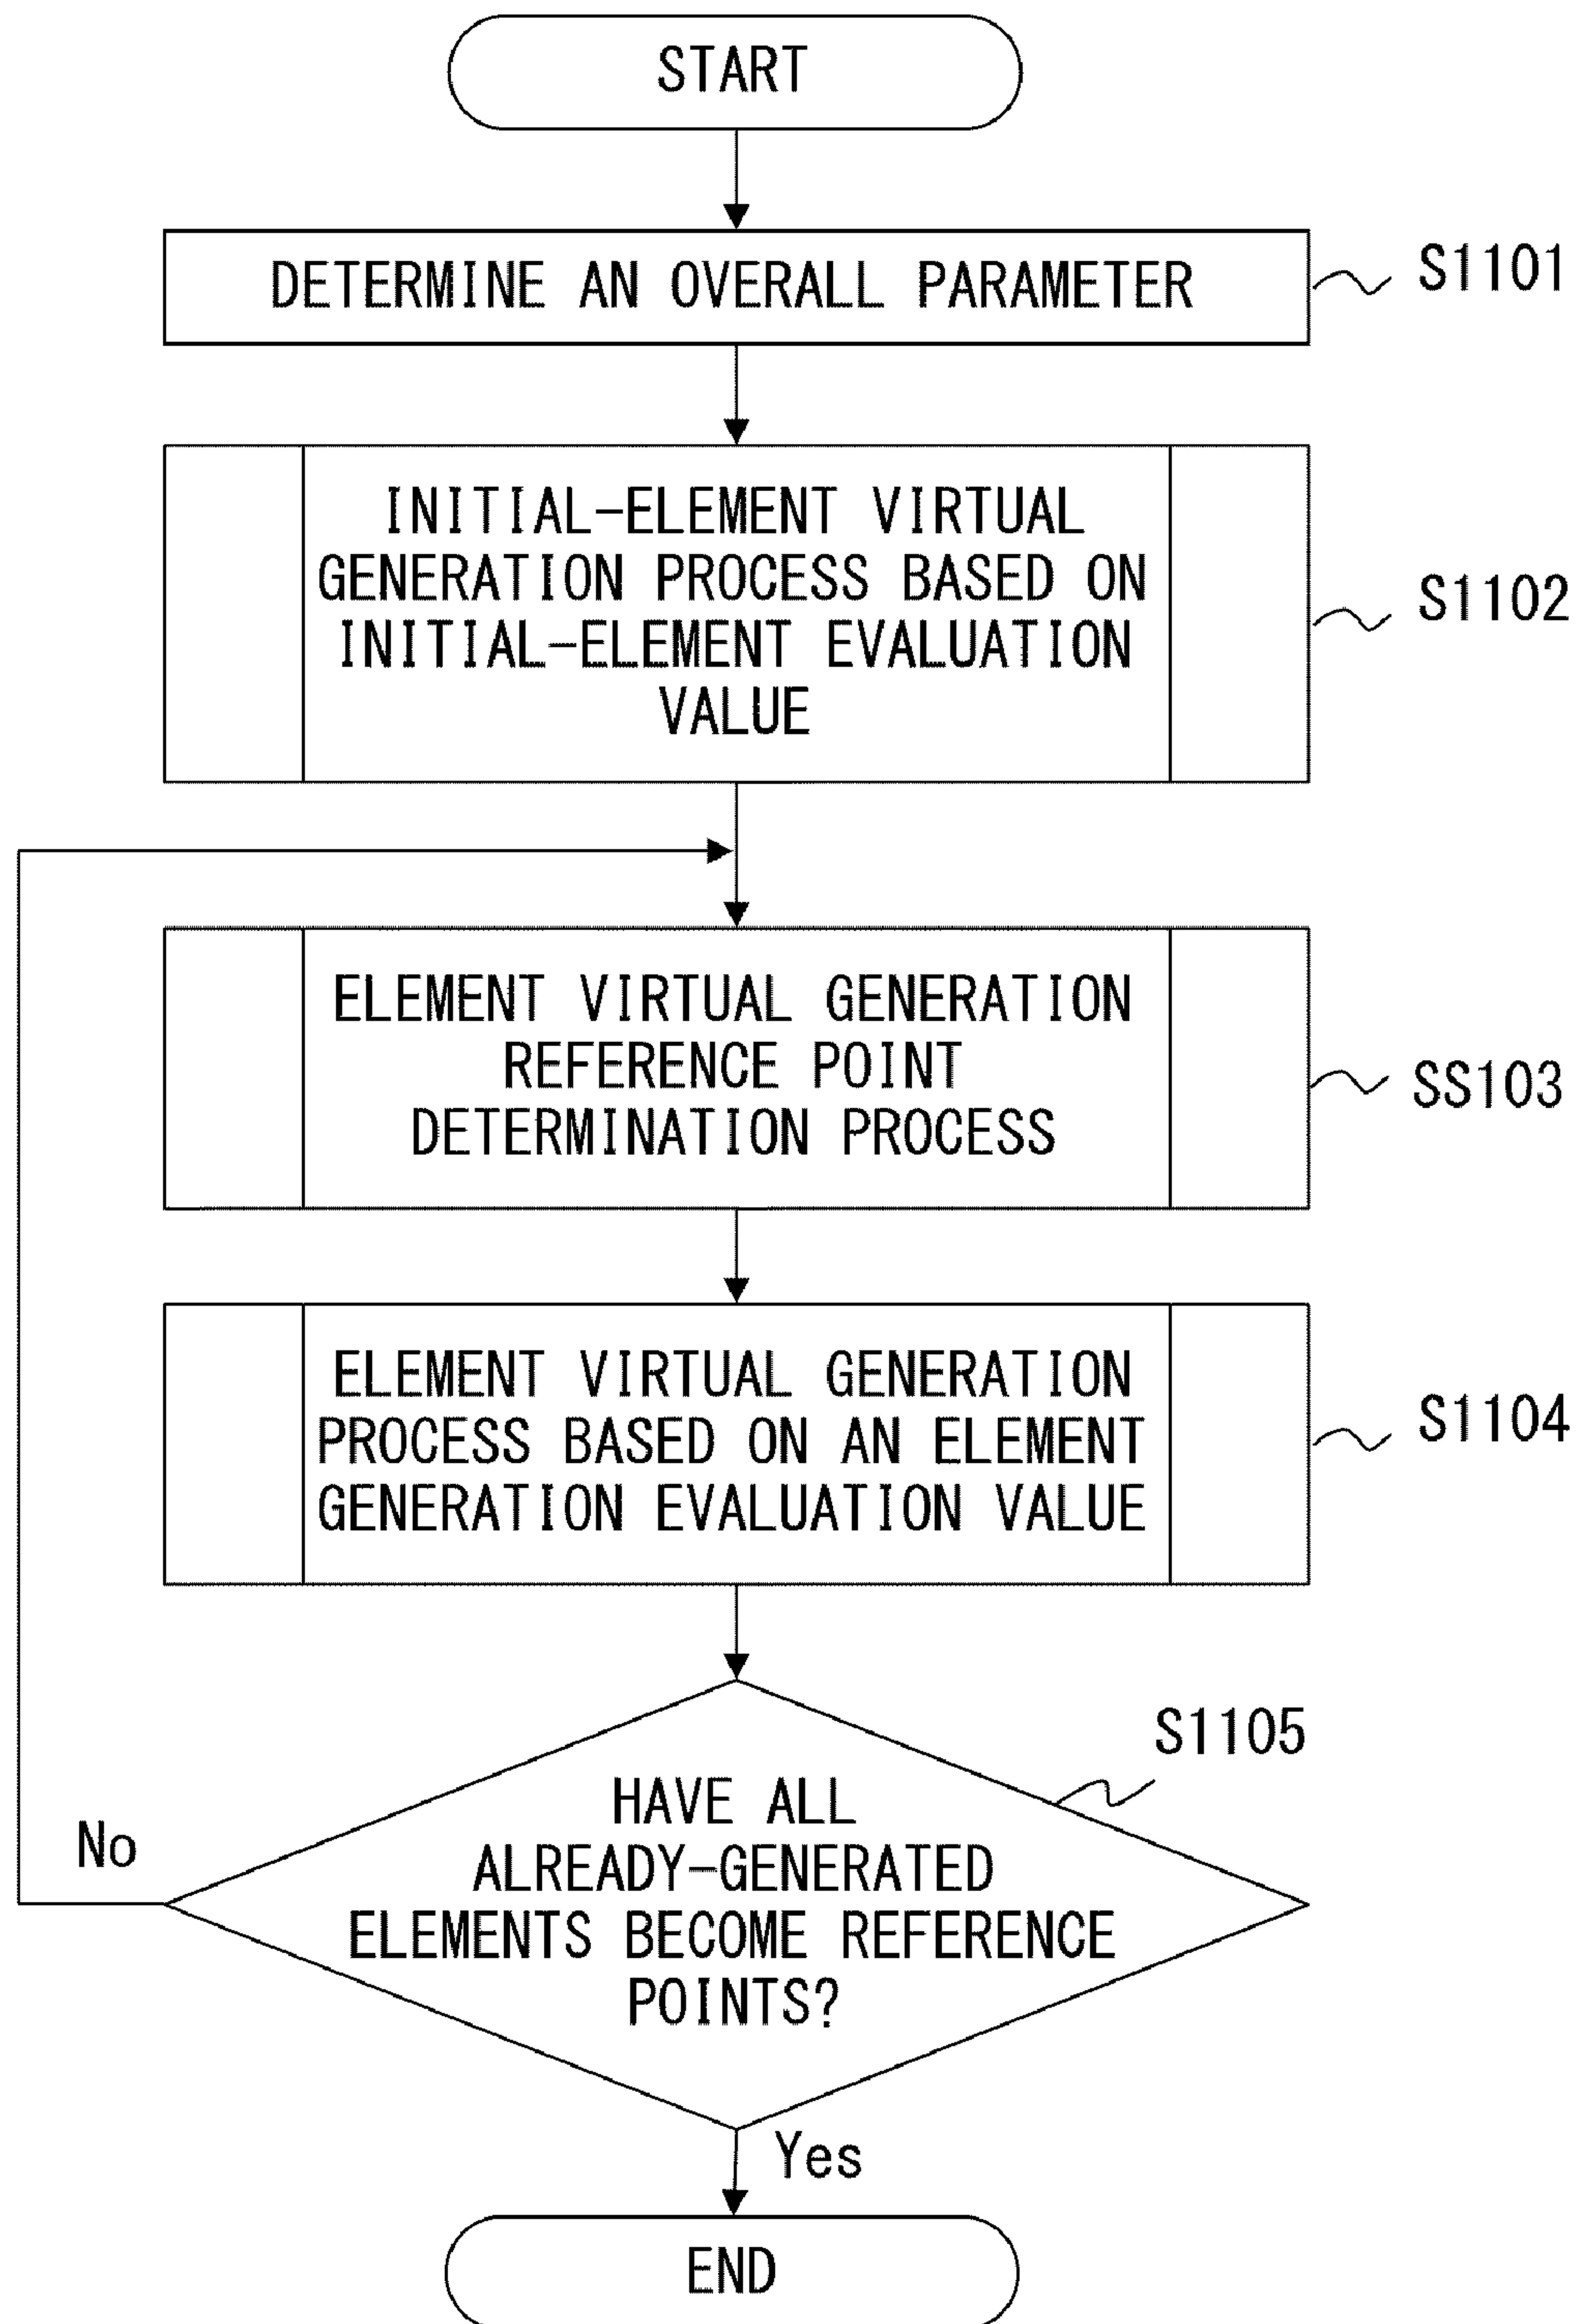 START
DETERMINE AN OVERALL PARAMETER
S1101
INITIAL-ELEMENT VIRTUAL
GENERATION PROCESS BASED ON
INITIAL-ELEMENT EVALUATION
VALUE
S1102
ELEMENT VIRTUAL GENERATION
REFERENCE POINT
DETERMINATION PROCESS
SS103
ELEMENT VIRTUAL GENERATION
PROCESS BASED ON AN ELEMENT
GENERATION EVALUATION VALUE
S1104
S1105
HAVE ALL
ALREADY-GENERATED
ELEMENTS BECOME REFERENCE
POINTS?
No
Yes
END